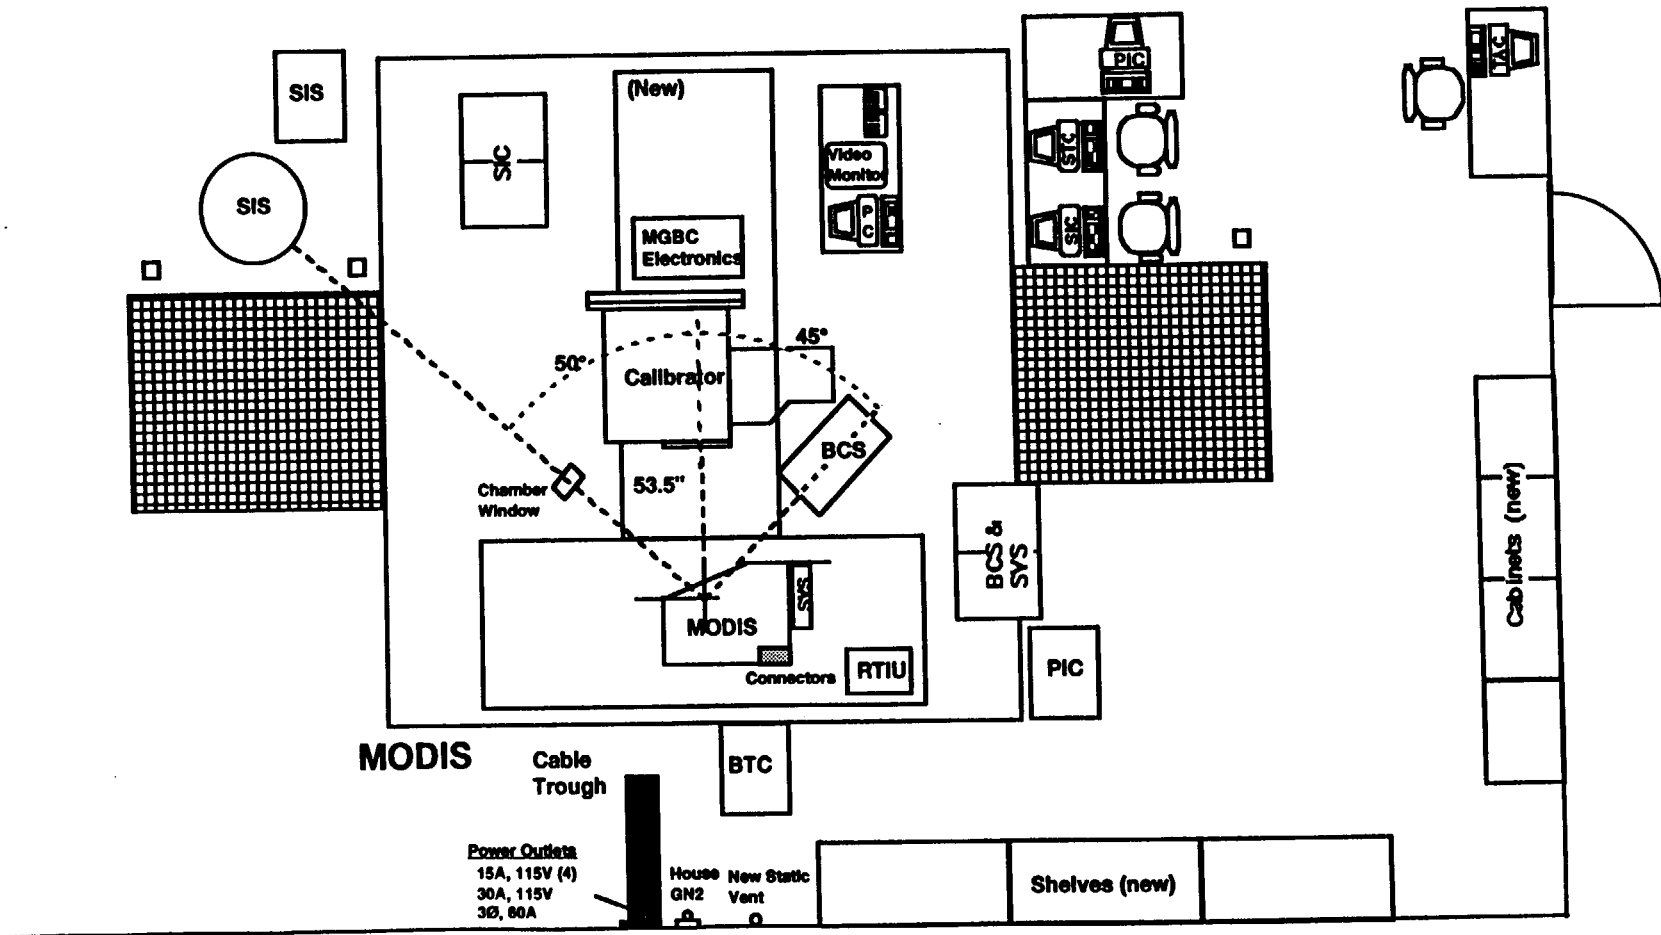 SIS
SIS
SIC
(New)
MGBC
Electronics
Video
Monitor
P
C
PIC
STC
SIC
TAC
50°
45°
Calibrator
BCS
53.5"
Chamber
Window
BCS &
SYS
SYS
MODIS
Connectors
RTIU
PIC
Cabinets (new)
MODIS
Cable
Trough
BTC
Power Outlets
15A, 115V (4)
30A, 115V
3Ø, 60A
House
GN2
New Static
Vent
Shelves (new)